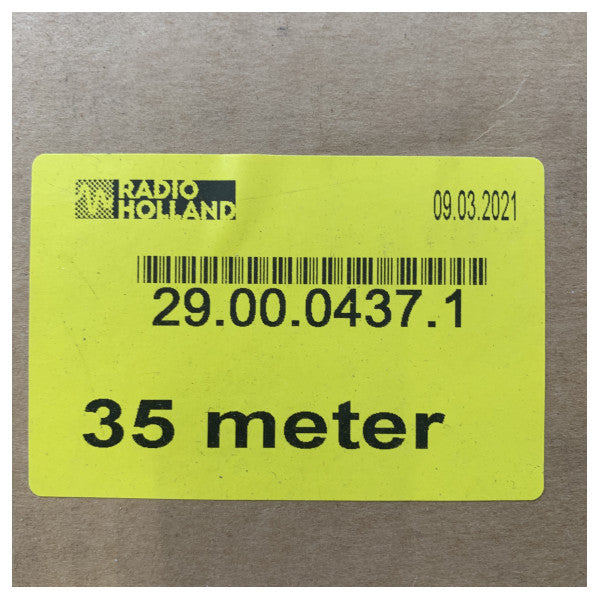 RADIO
HOLLAND
09.03.2021
29.00.0437.1
35 meter